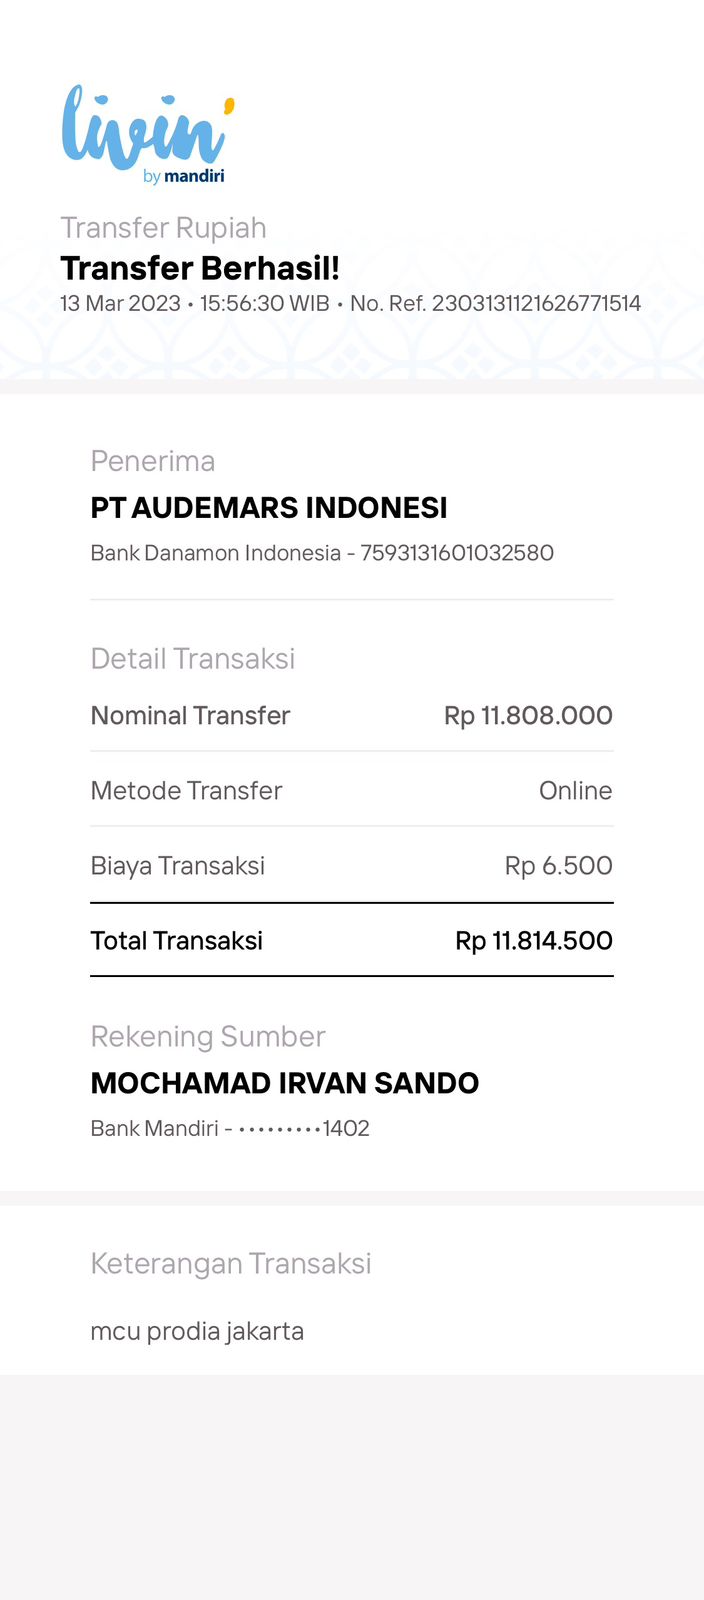 livin'
by mandiri
Transfer Rupiah
Transfer Berhasil!
13 Mar 2023 • 15:56:30 WIB • No. Ref. 2303131121626771514
Penerima
PT AUDEMARS INDONESI
Bank Danamon Indonesia - 7593131601032580
Detail Transaksi
Nominal Transfer Rp 11.808.000
Metode Transfer Online
Biaya Transaksi Rp 6.500
Total Transaksi Rp 11.814.500
Rekening Sumber
MOCHAMAD IRVAN SANDO
Bank Mandiri - •••••••••1402
Keterangan Transaksi
mcu prodia jakarta